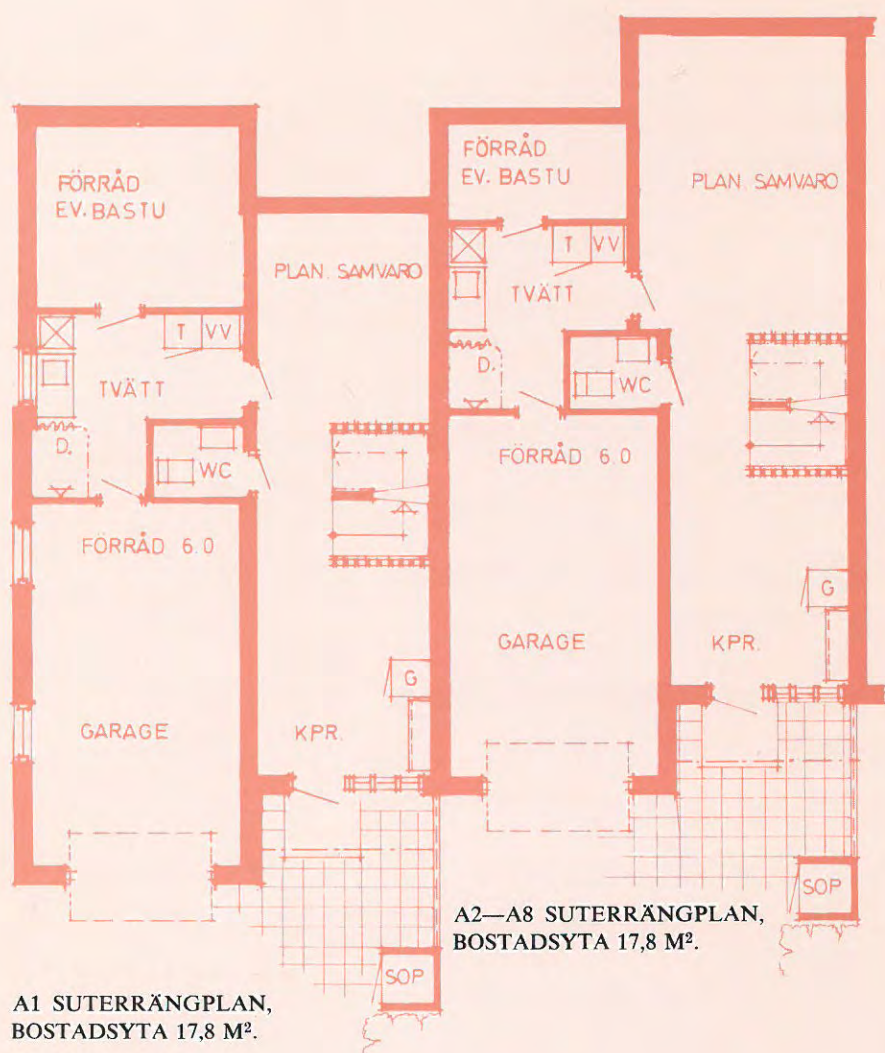 FÖRRÅD
EV. BASTU
PLAN. SAMVARO
T VV
TVÄTT
D.
WC
FÖRRÅD 6.0
G
GARAGE
KPR.
SOP
A1 SUTERRÄNGPLAN,
BOSTADSYTA 17,8 M².
FÖRRÅD
EV. BASTU
PLAN. SAMVARO
T VV
TVÄTT
D.
WC
FÖRRÅD 6.0
G
GARAGE
KPR.
SOP
A2—A8 SUTERRÄNGPLAN,
BOSTADSYTA 17,8 M².